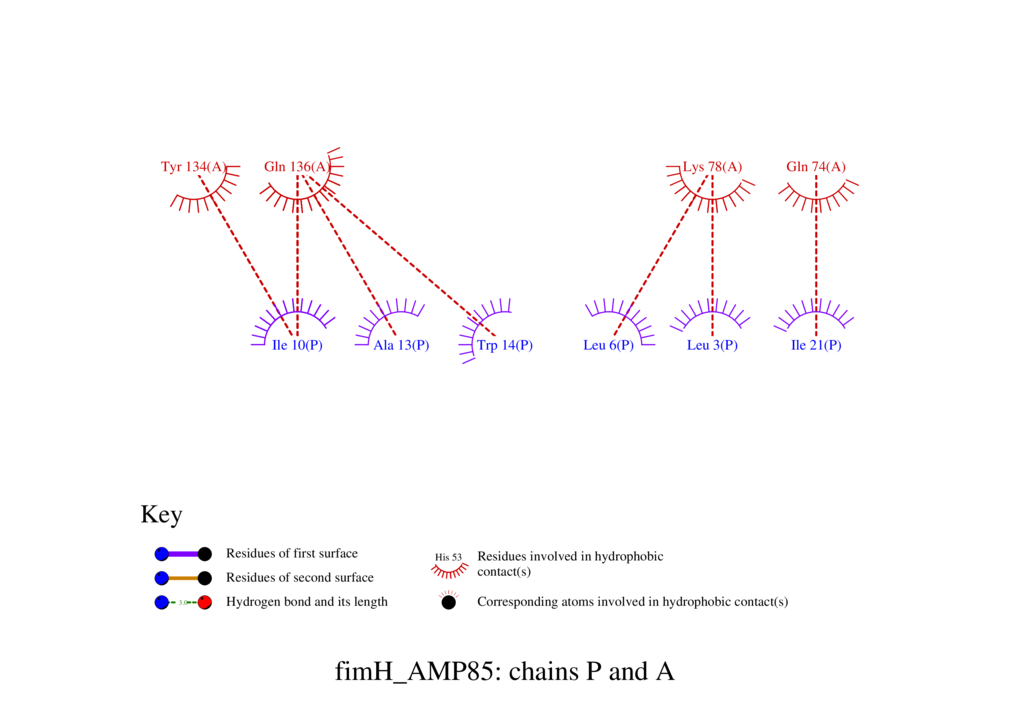 Tyr 134(A) Gln 136(A) Lys 78(A) Gln 74(A)
Ile 10(P) Ala 13(P) Trp 14(P) Leu 6(P) Leu 3(P) Ile 21(P)
Key
Residues of first surface
Residues of second surface
3.0
Hydrogen bond and its length
His 53
Residues involved in hydrophobic
contact(s)
Corresponding atoms involved in hydrophobic contact(s)
fimH_AMP85: chains P and A